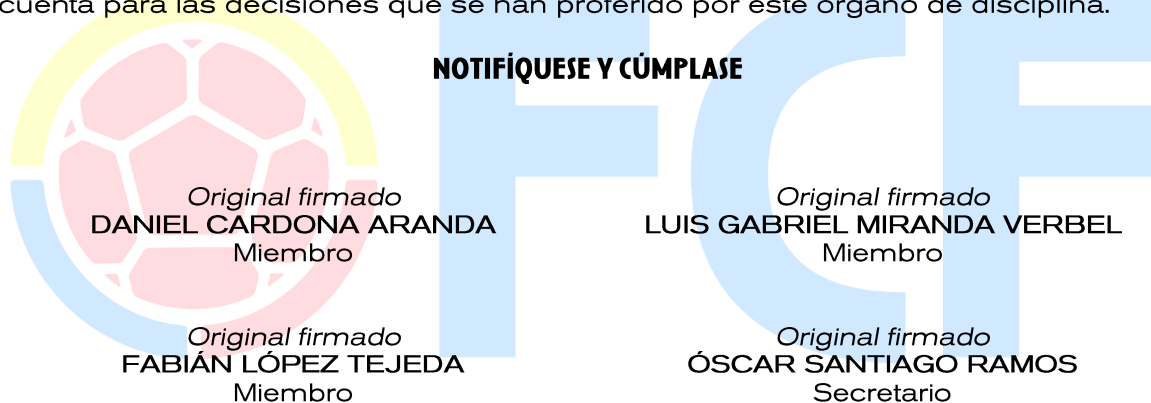 cuenta para las decisiones que se han proferido por este órgano de disciplina.
NOTIFÍQUESE Y CÚMPLASE
FCF
Original firmado
DANIEL CARDONA ARANDA
Miembro
Original firmado
LUIS GABRIEL MIRANDA VERBEL
Miembro
Original firmado
FABIÁN LÓPEZ TEJEDA
Miembro
Original firmado
ÓSCAR SANTIAGO RAMOS
Secretario